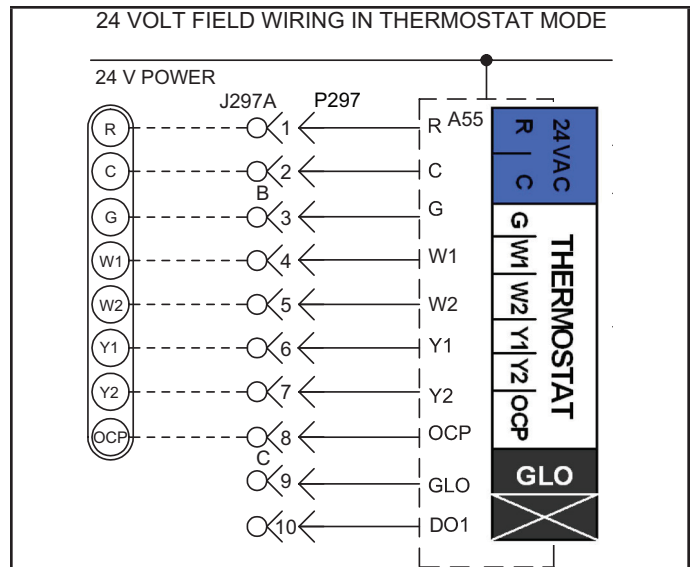 24 VOLT FIELD WIRING IN THERMOSTAT MODE
24 V POWER
J297A P297
A55
R 1 R
C 2 C
B
G 3 G
W1 4 W1
W2 5 W2
Y1 6 Y1
Y2 7 Y2
OCP 8 OCP
C
9 GLO
10 DO1
24VAC
R C
THERMOSTAT
G W1 W2 Y1 Y2 OCP
GLO